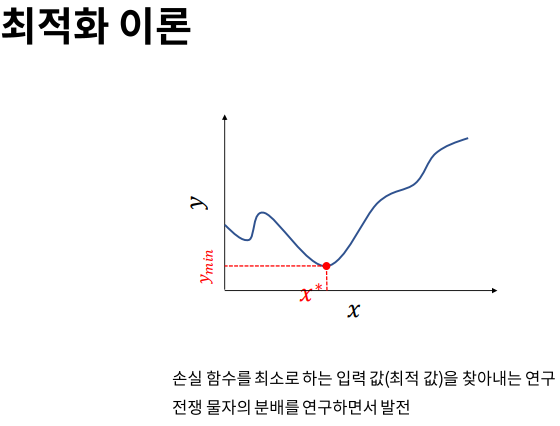 최적화 이론
y
y_min
x*
x
손실 함수를 최소로 하는 입력 값(최적 값)을 찾아내는 연구
전쟁 물자의 분배를 연구하면서 발전